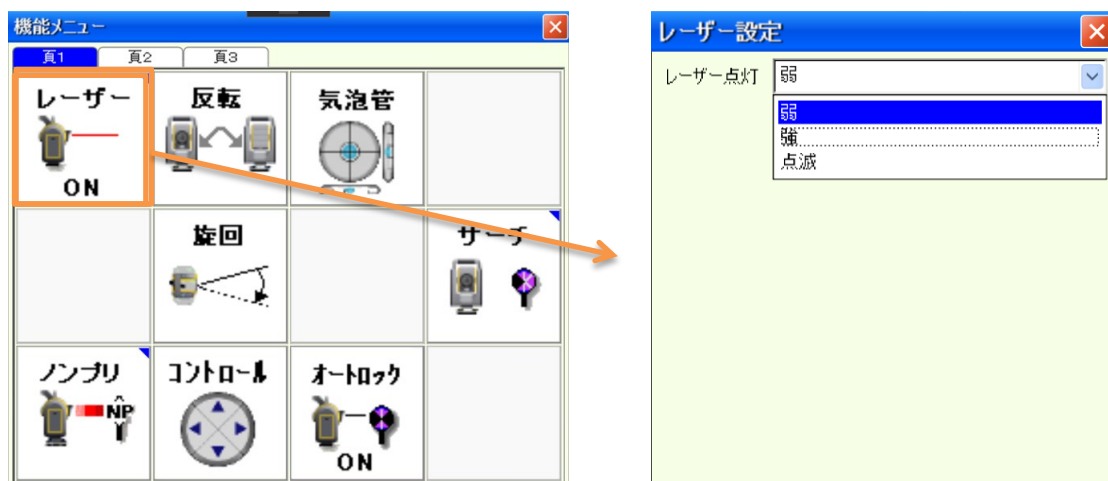 機能メニュー
頁1 頁2 頁3
レーザー
ON
反転
気泡管
旋回
サーチ
ノンプリ
NP
コントロール
オートロック
ON
レーザー設定
レーザー点灯 弱
弱
強
点滅